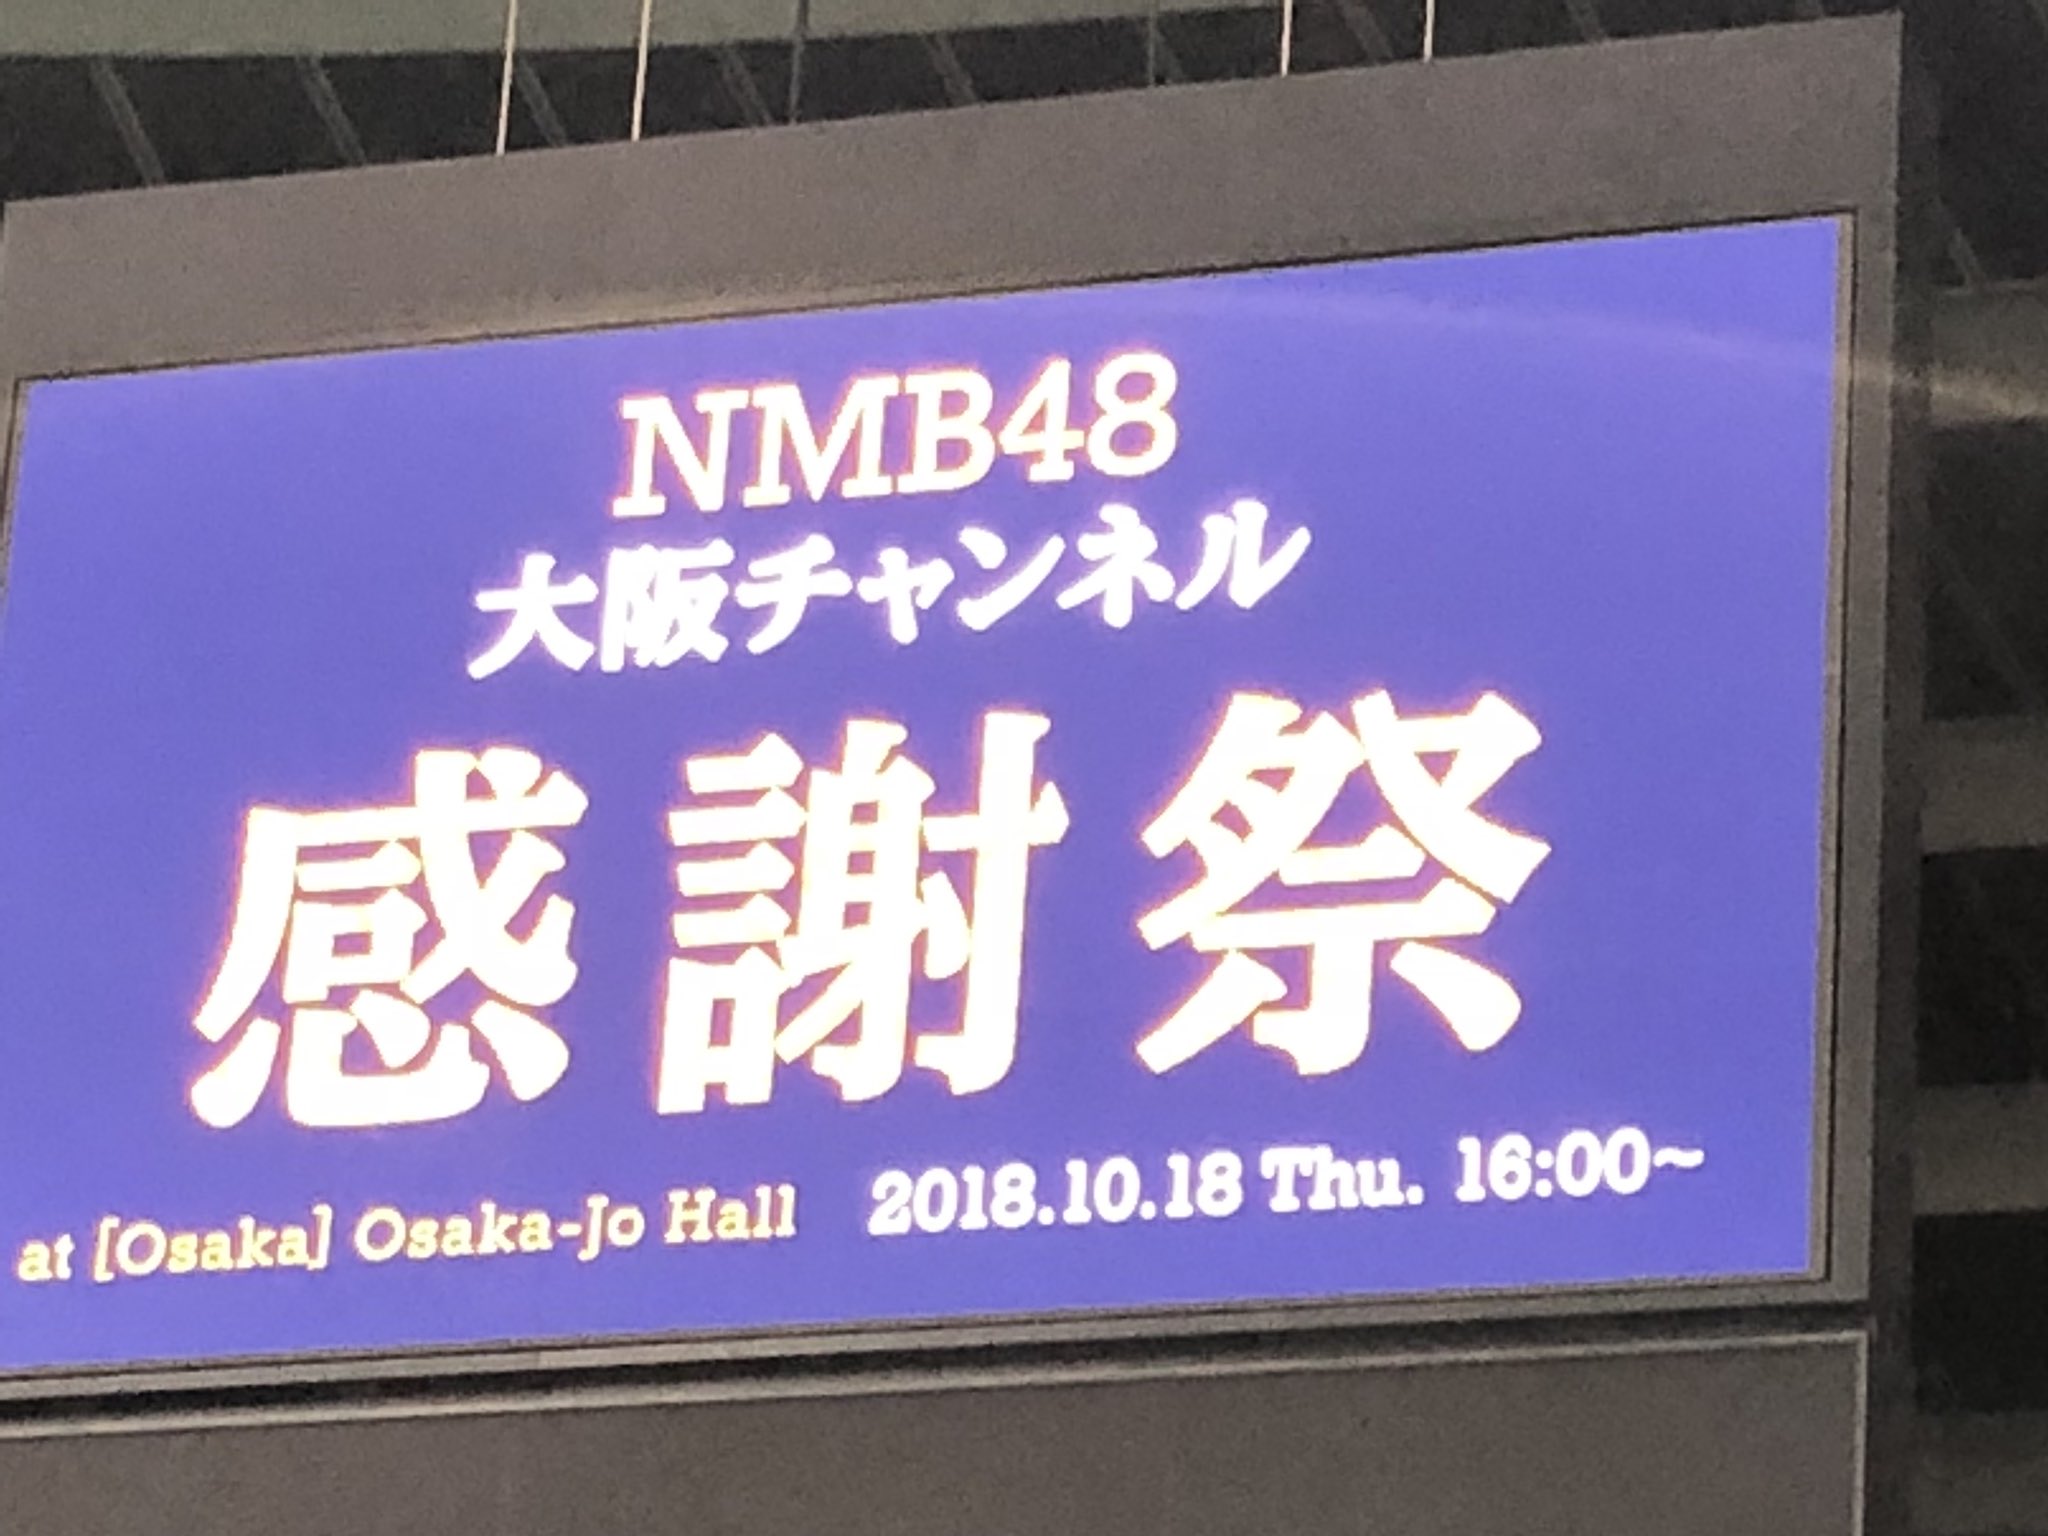 NMB48
大阪チャンネル
感謝祭
at [Osaka] Osaka-Jo Hall 2018.10.18 Thu. 16:00~